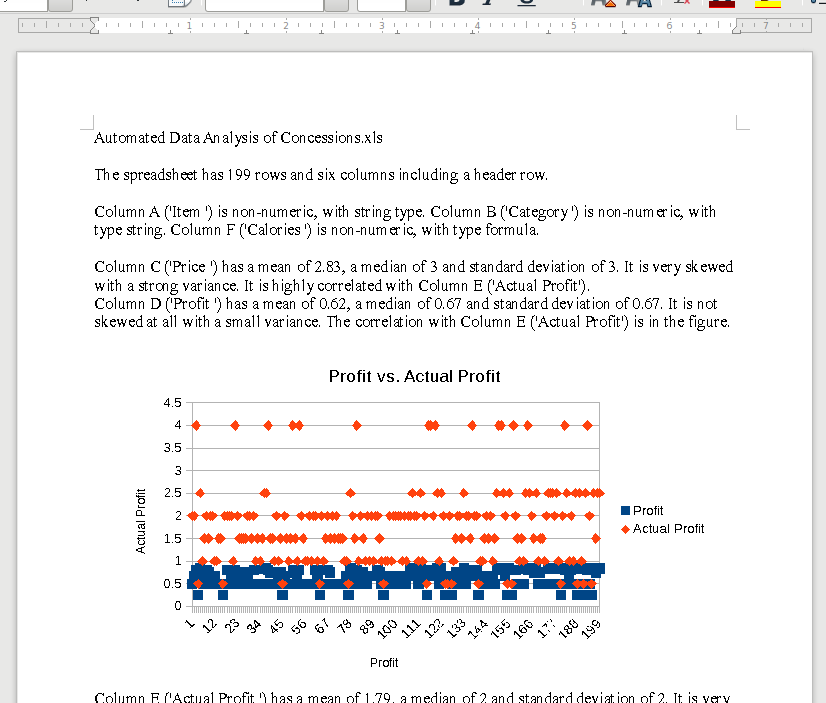 1 2 3 4 5 6 7
Automated Data Analysis of Concessions.xls
The spreadsheet has 199 rows and six columns including a header row.
Column A ('Item ') is non-numeric, with string type. Column B ('Category ') is non-numeric, with
type string. Column F ('Calories ') is non-numeric, with type formula.
Column C ('Price ') has a mean of 2.83, a median of 3 and standard deviation of 3. It is very skewed
with a strong variance. It is highly correlated with Column E ('Actual Profit').
Column D ('Profit ') has a mean of 0.62, a median of 0.67 and standard deviation of 0.67. It is not
skewed at all with a small variance. The correlation with Column E ('Actual Profit') is in the figure.
Profit vs. Actual Profit
4.5
4
3.5
3
2.5
2
1.5
1
0.5
0
Actual Profit
Profit
Actual Profit
1 12 23 34 45 56 67 78 89 100 111 122 133 144 155 166 177 188 199
Profit
Column E ('Actual Profit ') has a mean of 1.79, a median of 2 and standard deviation of 2. It is very